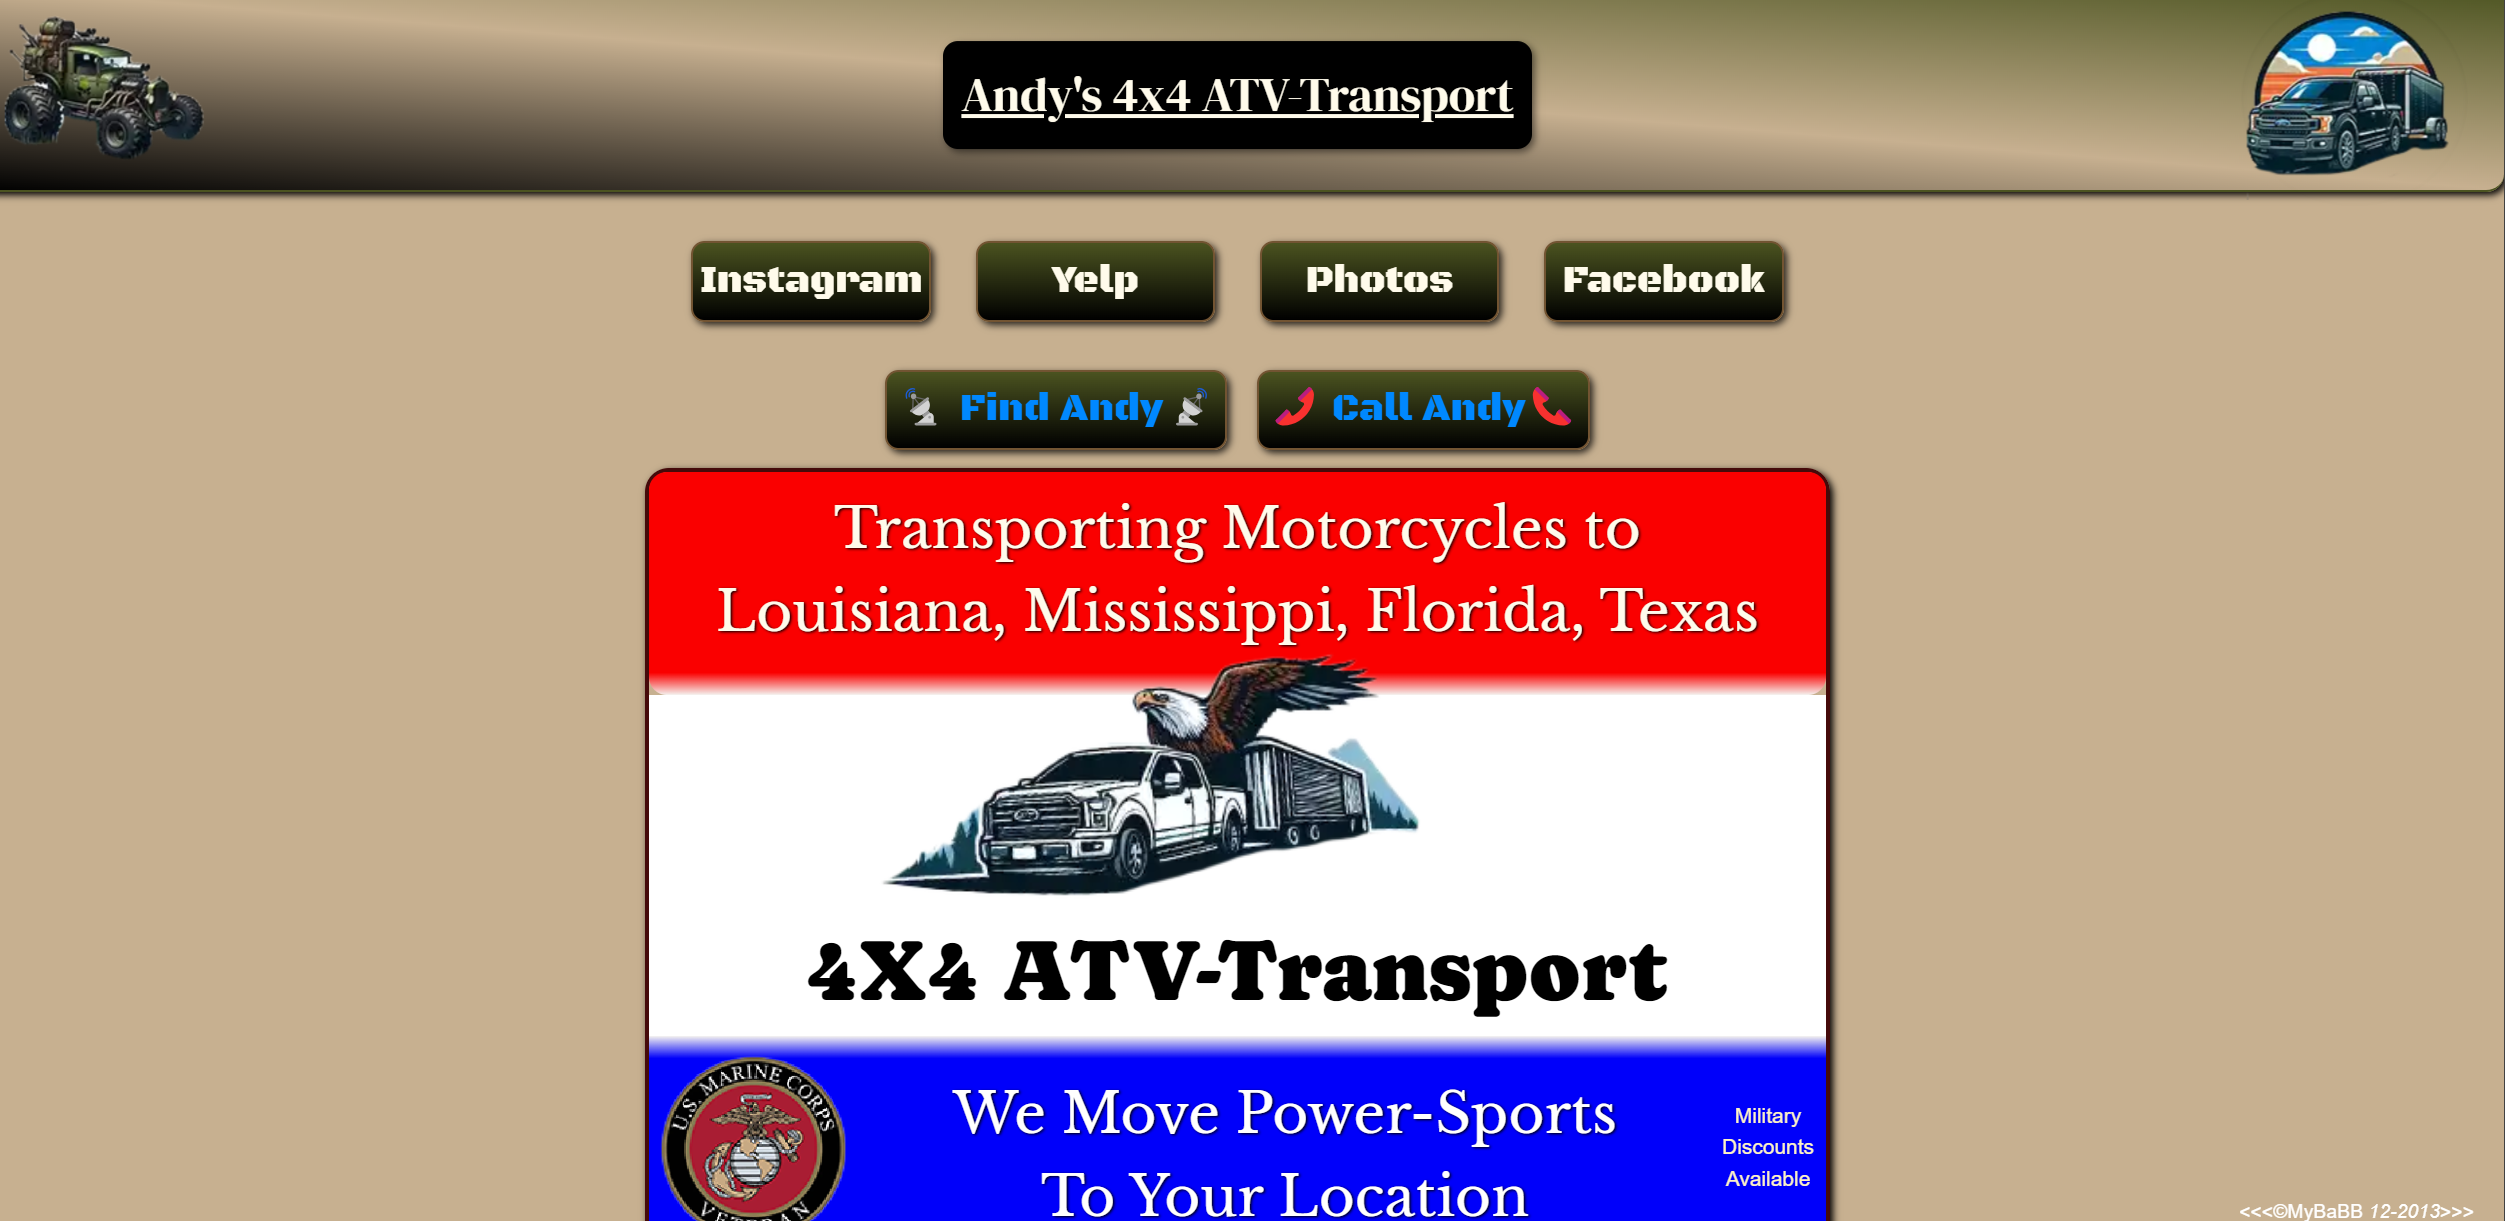 Andy's 4x4 ATV-Transport
Instagram
Yelp
Photos
Facebook
Find Andy
Call Andy
Transporting Motorcycles to
Louisiana, Mississippi, Florida, Texas
4X4 ATV-Transport
U.S. MARINE CORPS
VETERAN
We Move Power-Sports
To Your Location
Military
Discounts
Available
<<<©MyBaBB 12-2013>>>